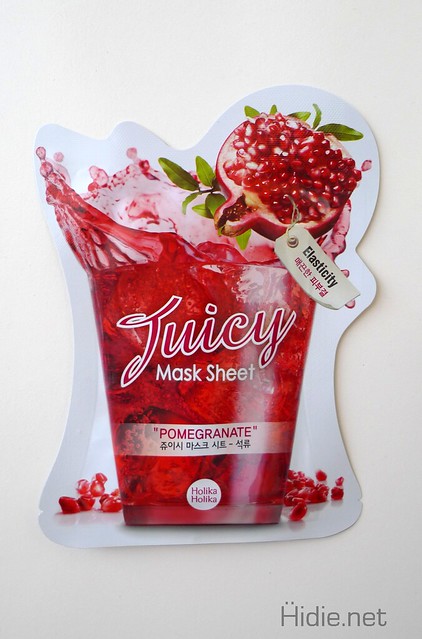 Elasticity
매끈한 피부결
Juicy
Mask Sheet
"POMEGRANATE"
쥬이시 마스크 시트 - 석류
Holika
Holika
Hidie.net